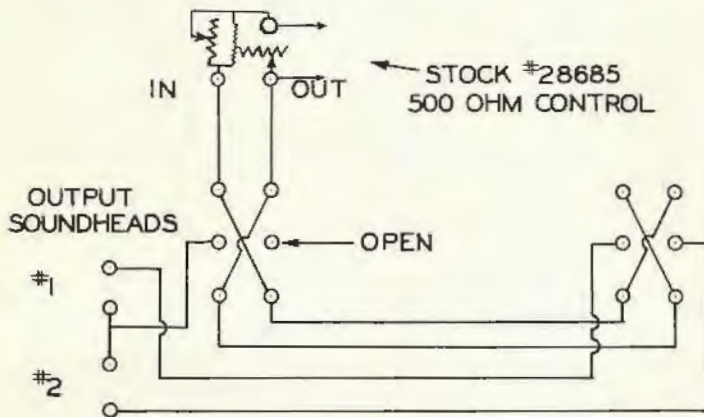 IN
OUT
STOCK #28685
500 OHM CONTROL
OUTPUT
SOUNDHEADS
OPEN
#1
#2